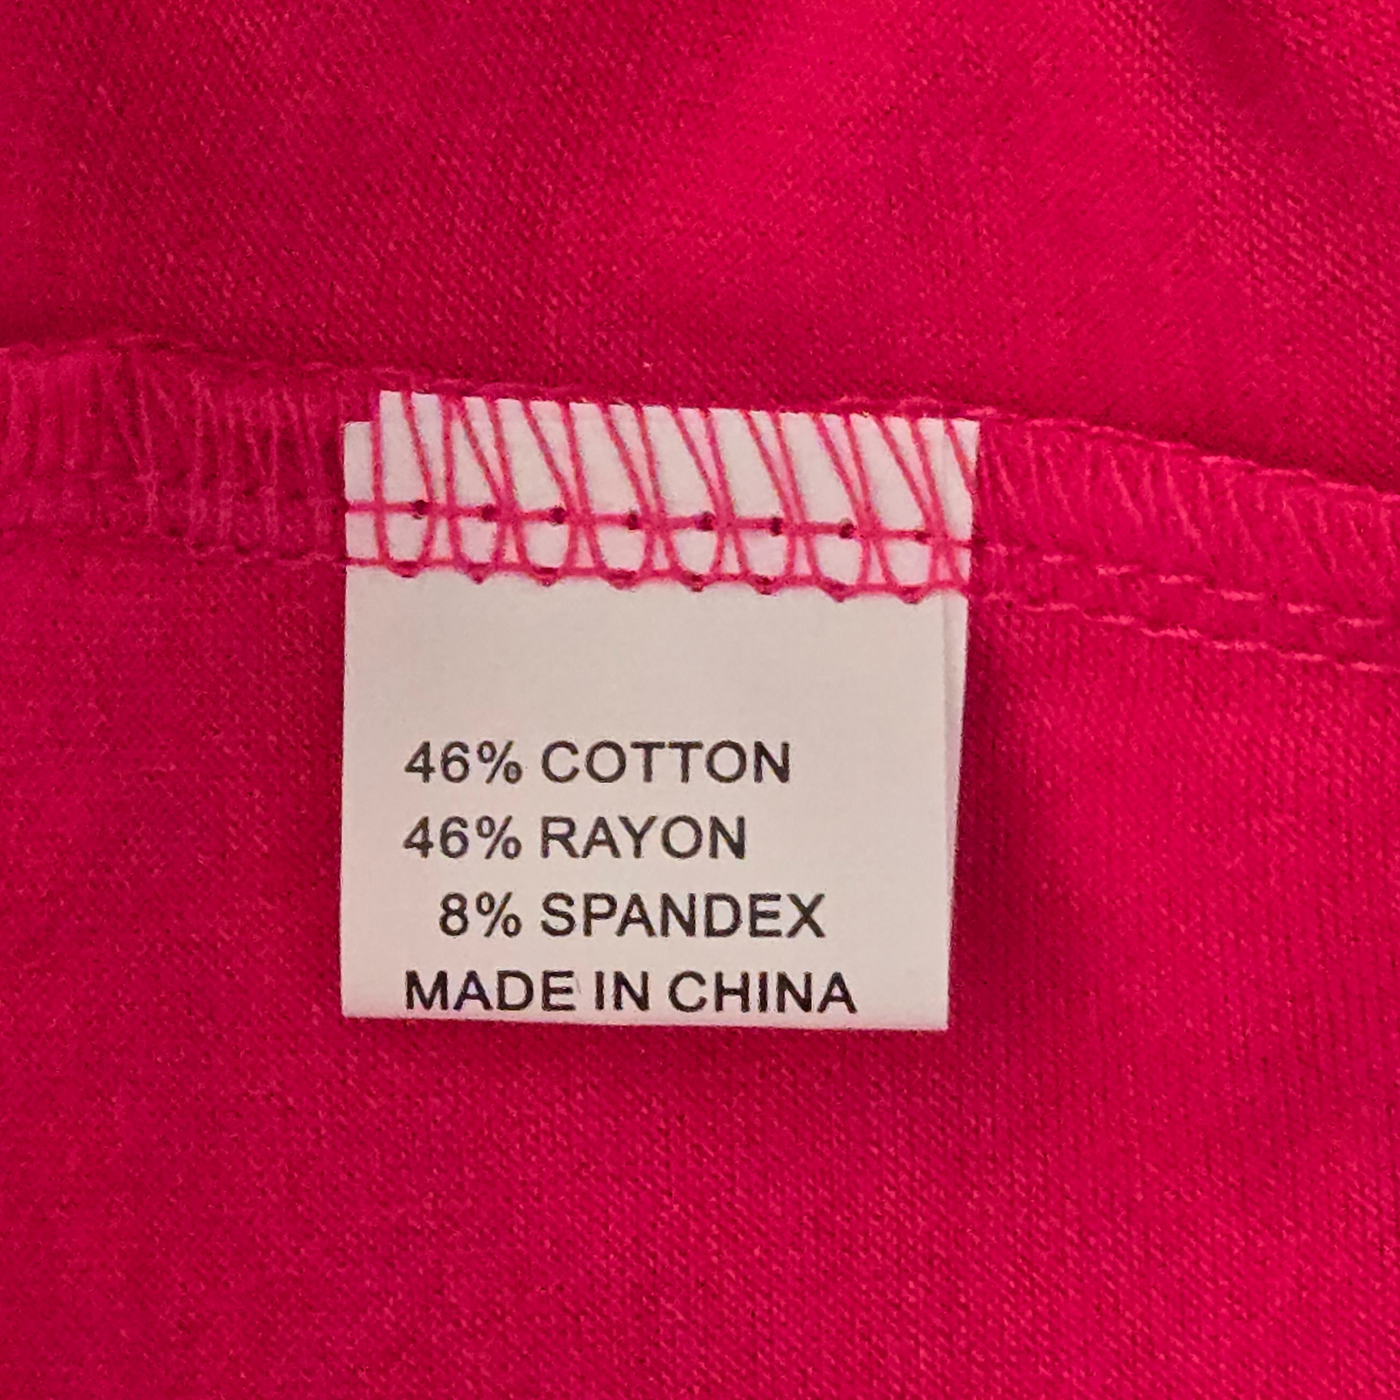 46% COTTON
46% RAYON
8% SPANDEX
MADE IN CHINA